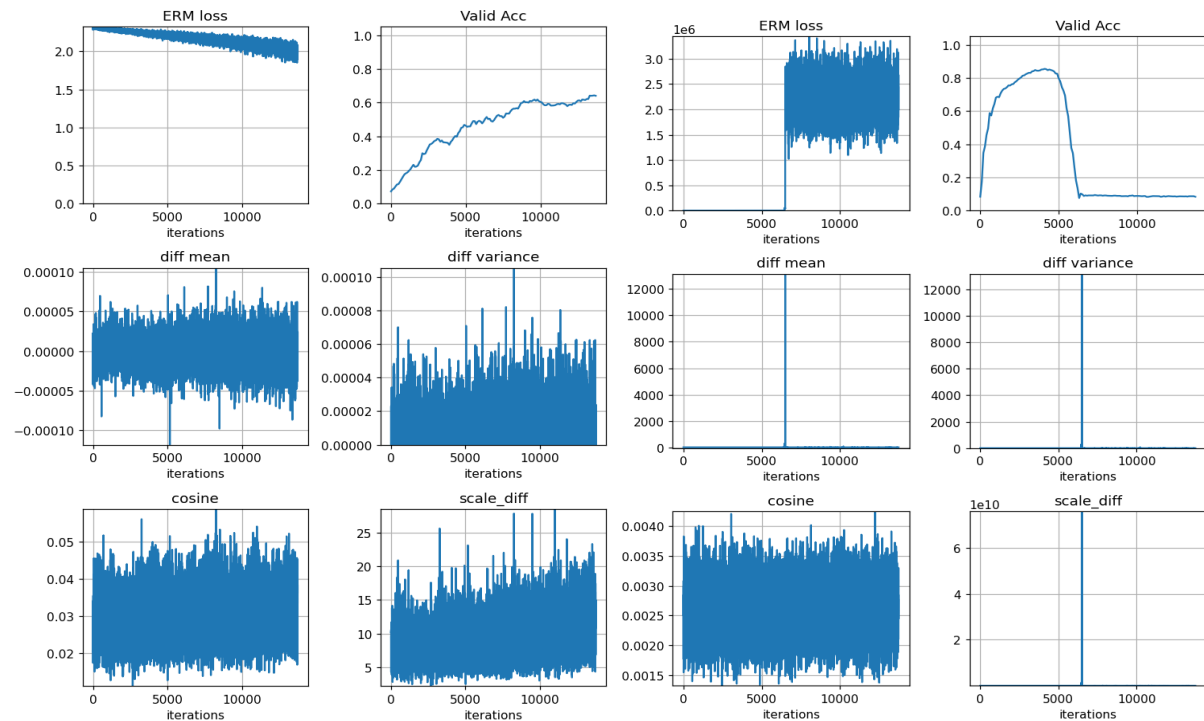 ERM loss
2.0
1.5
1.0
0.5
0.0
0 5000 10000
iterations
Valid Acc
1.0
0.8
0.6
0.4
0.2
0.0
0 5000 10000
iterations
ERM loss
1e6
3.0
2.5
2.0
1.5
1.0
0.5
0.0
0 5000 10000
iterations
Valid Acc
1.0
0.8
0.6
0.4
0.2
0.0
0 5000 10000
iterations
diff mean
0.00010
0.00005
0.00000
−0.00005
−0.00010
0 5000 10000
iterations
diff variance
0.00010
0.00008
0.00006
0.00004
0.00002
0.00000
0 5000 10000
iterations
diff mean
12000
10000
8000
6000
4000
2000
0
0 5000 10000
iterations
diff variance
12000
10000
8000
6000
4000
2000
0
0 5000 10000
iterations
cosine
0.05
0.04
0.03
0.02
0 5000 10000
iterations
scale_diff
25
20
15
10
5
0 5000 10000
iterations
cosine
0.0040
0.0035
0.0030
0.0025
0.0020
0.0015
0 5000 10000
iterations
scale_diff
1e10
6
4
2
0 5000 10000
iterations